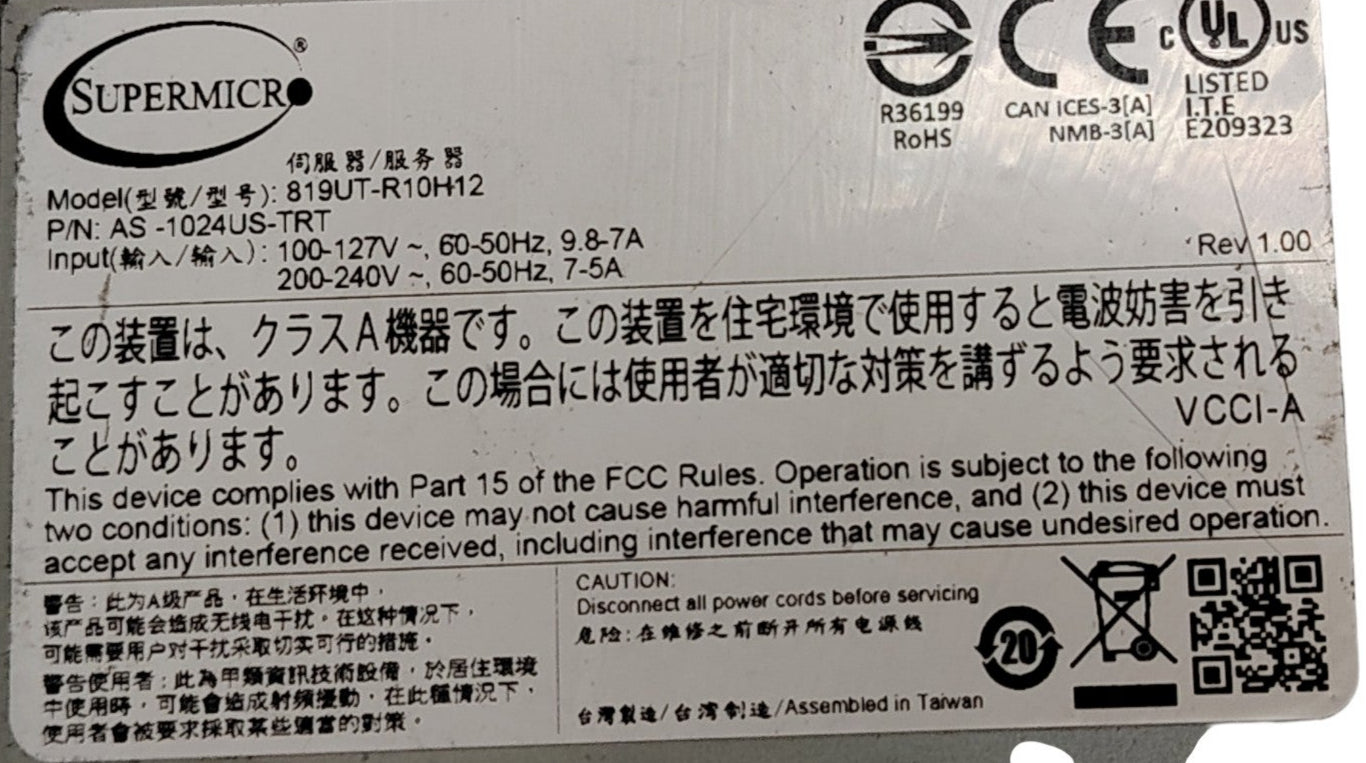 SUPERMICRO®
R36199
RoHS
CE
CAN ICES-3[A]
NMB-3[A]
C UL US
LISTED
I.T.E
E209323
伺服器/服务器
Model(型號/型号): 819UT-R10H12
P/N: AS -1024US-TRT
Input(輸入/输入): 100-127V ~, 60-50Hz, 9.8-7A
200-240V ~, 60-50Hz, 7-5A
Rev 1.00
この装置は、クラスA機器です。この装置を住宅環境で使用すると電波妨害を引き
起こすことがあります。この場合には使用者が適切な対策を講ずるよう要求される
ことがあります。
VCCI-A
This device complies with Part 15 of the FCC Rules. Operation is subject to the following
two conditions: (1) this device may not cause harmful interference, and (2) this device must
accept any interference received, including interference that may cause undesired operation.
警告：此为A级产品，在生活环境中，
该产品可能会造成无线电干扰。在这种情况下，
可能需要用户对干扰采取切实可行的措施。
警告使用者：此為甲類資訊技術設備，於居住環境
中使用時，可能會造成射頻擾動，在此種情況下，
使用者會被要求採取某些適當的對策。
CAUTION:
Disconnect all power cords before servicing
危险:在维修之前断开所有电源线
台灣製造/台湾制造/Assembled in Taiwan
20